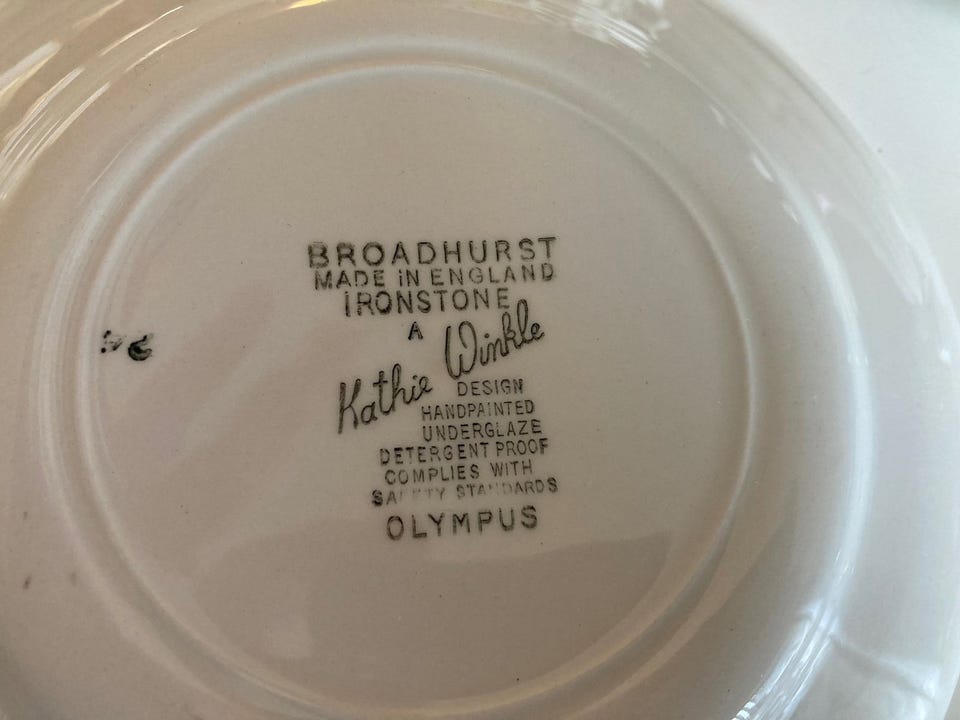 BROADHURST
MADE IN ENGLAND
IRONSTONE
A
Kathie Winkle
DESIGN
HANDPAINTED
UNDERGLAZE
DETERGENT PROOF
COMPLIES WITH
SAFETY STANDARDS
OLYMPUS